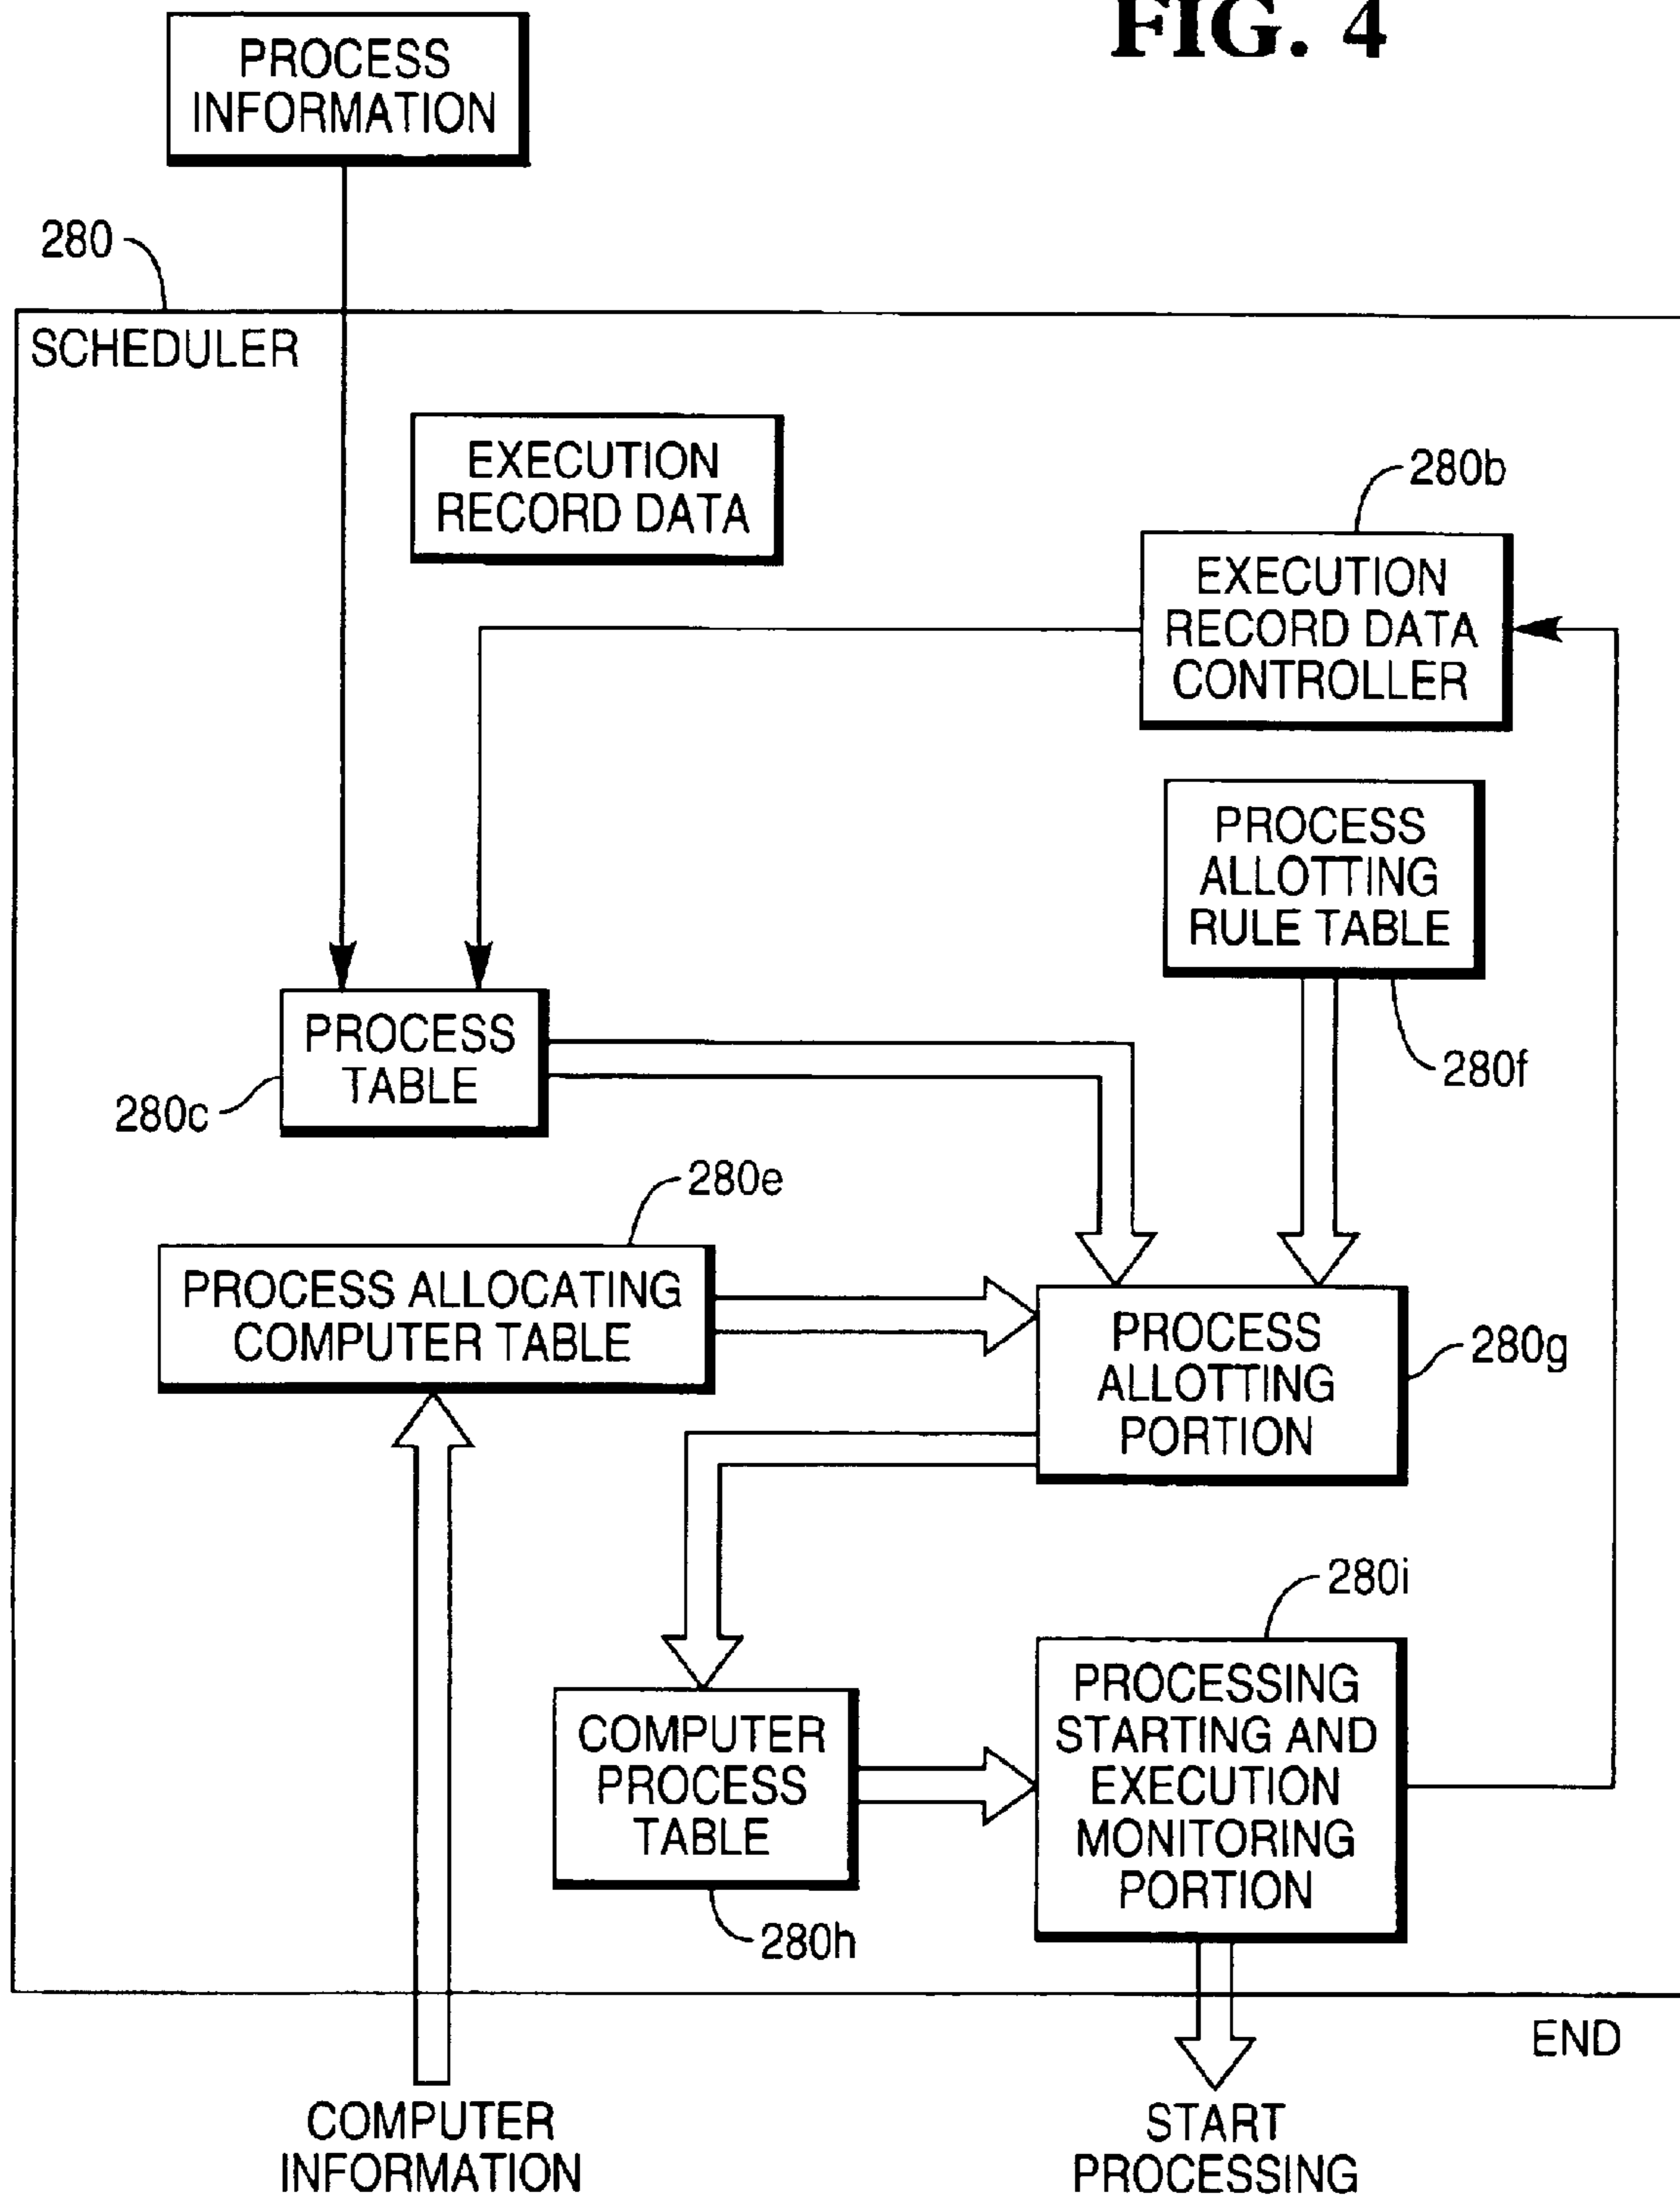 FIG. 4
PROCESS
INFORMATION
280
SCHEDULER
EXECUTION
RECORD DATA
280b
EXECUTION
RECORD DATA
CONTROLLER
PROCESS
ALLOTTING
RULE TABLE
280f
PROCESS
TABLE
280c
280e
PROCESS ALLOCATING
COMPUTER TABLE
PROCESS
ALLOTTING
PORTION
280g
280i
COMPUTER
PROCESS
TABLE
280h
PROCESSING
STARTING AND
EXECUTION
MONITORING
PORTION
END
COMPUTER
INFORMATION
START
PROCESSING